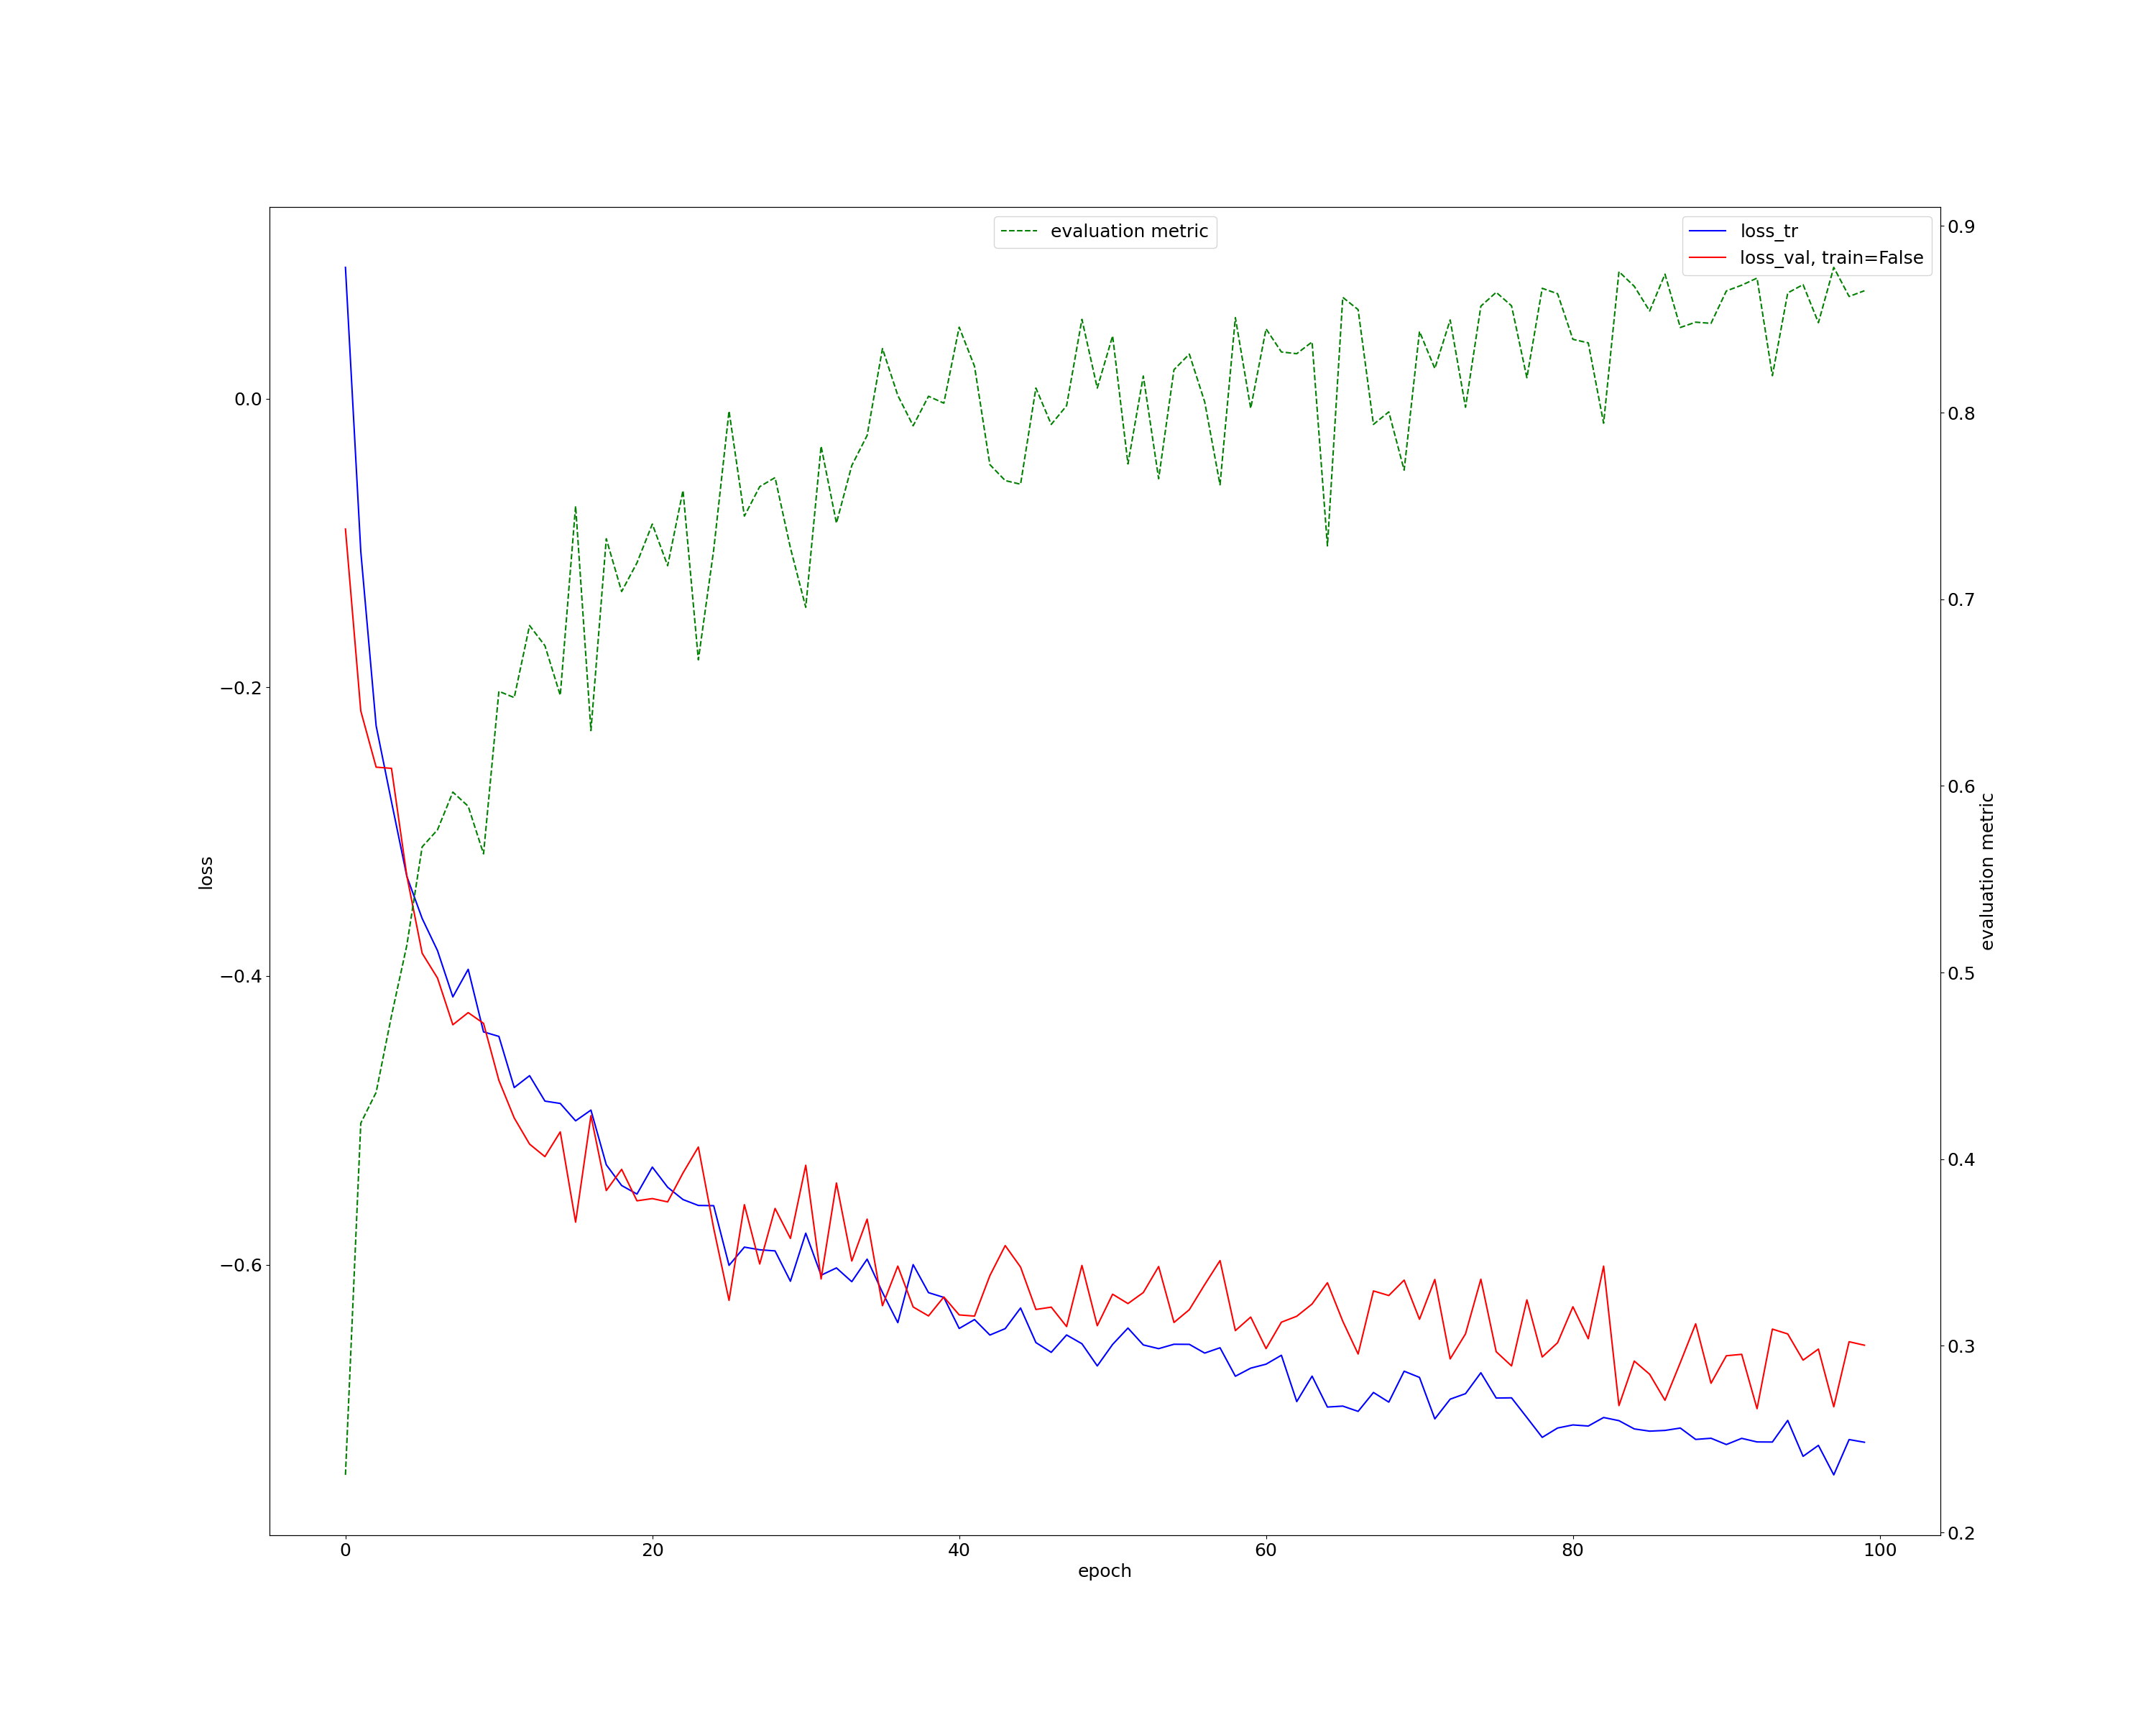 evaluation metric
loss_tr
loss_val, train=False
0.0
−0.2
−0.4
−0.6
loss
0.9
0.8
0.7
0.6
0.5
0.4
0.3
0.2
evaluation metric
0 20 40 60 80 100
epoch